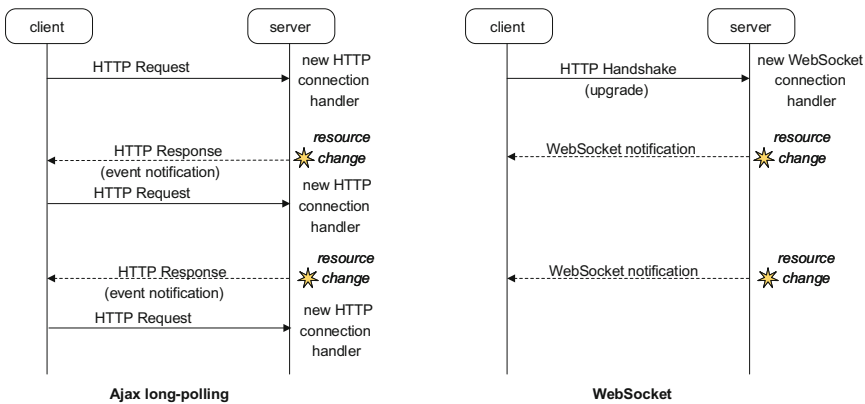 client
server
HTTP Request
new HTTP
connection
handler
resource
change
HTTP Response
(event notification)
HTTP Request
new HTTP
connection
handler
resource
change
HTTP Response
(event notification)
HTTP Request
new HTTP
connection
handler
Ajax long-polling
client
server
HTTP Handshake
(upgrade)
new WebSocket
connection
handler
resource
change
WebSocket notification
resource
change
WebSocket notification
WebSocket